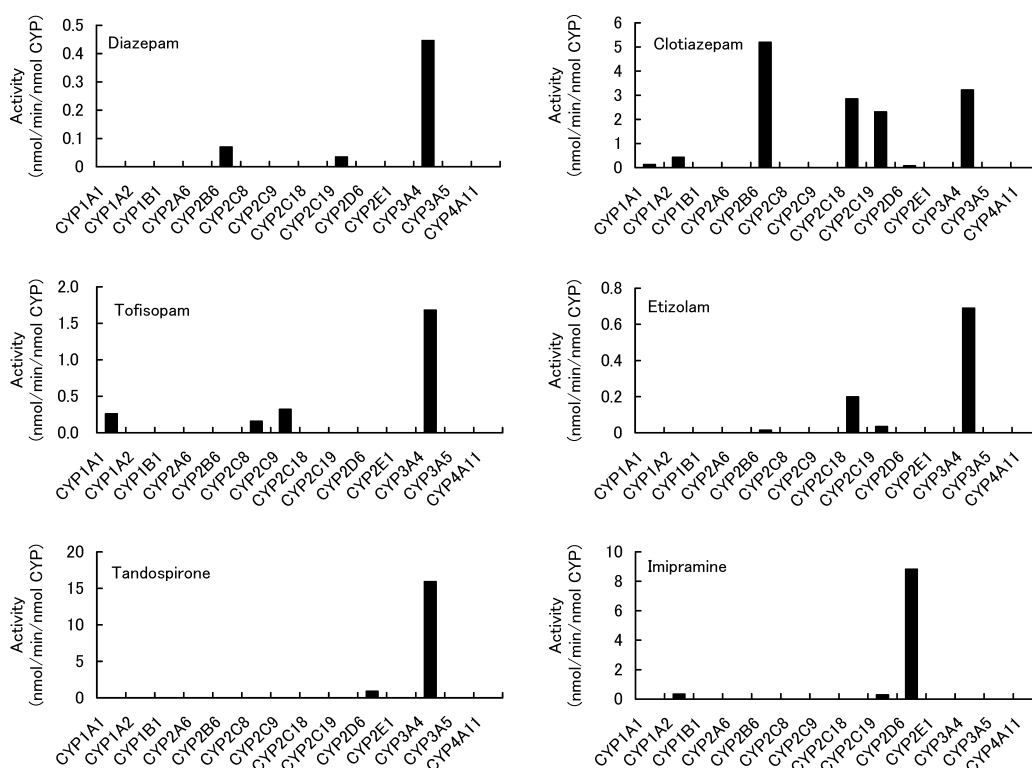 Diazepam
Activity
(nmol/min/nmol CYP)
0.5
0.4
0.3
0.2
0.1
0
CYP1A1
CYP1A2
CYP1B1
CYP2A6
CYP2B6
CYP2C8
CYP2C9
CYP2C18
CYP2C19
CYP2D6
CYP2E1
CYP3A4
CYP3A5
CYP4A11
Clotiazepam
Activity
(nmol/min/nmol CYP)
6
5
4
3
2
1
0
CYP1A1
CYP1A2
CYP1B1
CYP2A6
CYP2B6
CYP2C8
CYP2C9
CYP2C18
CYP2C19
CYP2D6
CYP2E1
CYP3A4
CYP3A5
CYP4A11
Tofisopam
Activity
(nmol/min/nmol CYP)
2.0
1.5
1.0
0.5
0.0
CYP1A1
CYP1A2
CYP1B1
CYP2A6
CYP2B6
CYP2C8
CYP2C9
CYP2C18
CYP2C19
CYP2D6
CYP2E1
CYP3A4
CYP3A5
CYP4A11
Etizolam
Activity
(nmol/min/nmol CYP)
0.8
0.6
0.4
0.2
0
CYP1A1
CYP1A2
CYP1B1
CYP2A6
CYP2B6
CYP2C8
CYP2C9
CYP2C18
CYP2C19
CYP2D6
CYP2E1
CYP3A4
CYP3A5
CYP4A11
Tandospirone
Activity
(nmol/min/nmol CYP)
20
15
10
5
0
CYP1A1
CYP1A2
CYP1B1
CYP2A6
CYP2B6
CYP2C8
CYP2C9
CYP2C18
CYP2C19
CYP2D6
CYP2E1
CYP3A4
CYP3A5
CYP4A11
Imipramine
Activity
(nmol/min/nmol CYP)
10
8
6
4
2
0
CYP1A1
CYP1A2
CYP1B1
CYP2A6
CYP2B6
CYP2C8
CYP2C9
CYP2C18
CYP2C19
CYP2D6
CYP2E1
CYP3A4
CYP3A5
CYP4A11